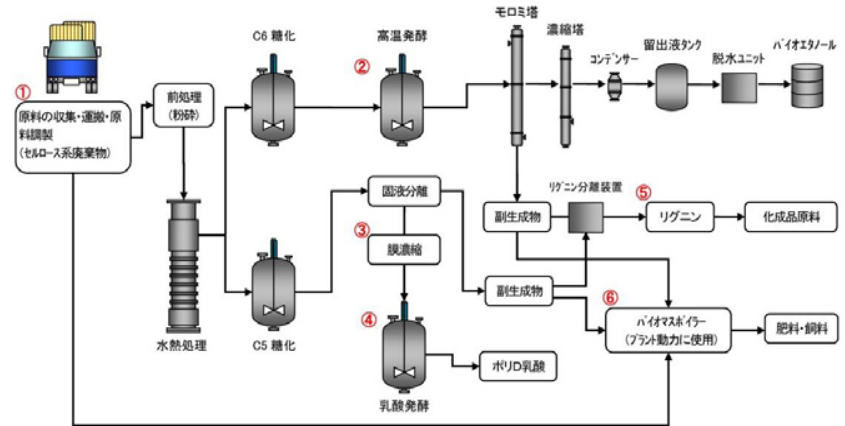 ①
原料の収集・運搬・原
料調製
(セルロース系廃棄物)
前処理
(粉砕)
水熱処理
C6 糖化
②
高温発酵
モロミ塔
濃縮塔
コンデンサー
留出液タンク
脱水ユニット
バイオエタノール
C5 糖化
固液分離
③
膜濃縮
④
乳酸発酵
ポリD乳酸
副生成物
リグニン分離装置
⑤
リグニン
化成品原料
副生成物
⑥
バイオマスボイラー
(プラント動力に使用)
肥料・飼料